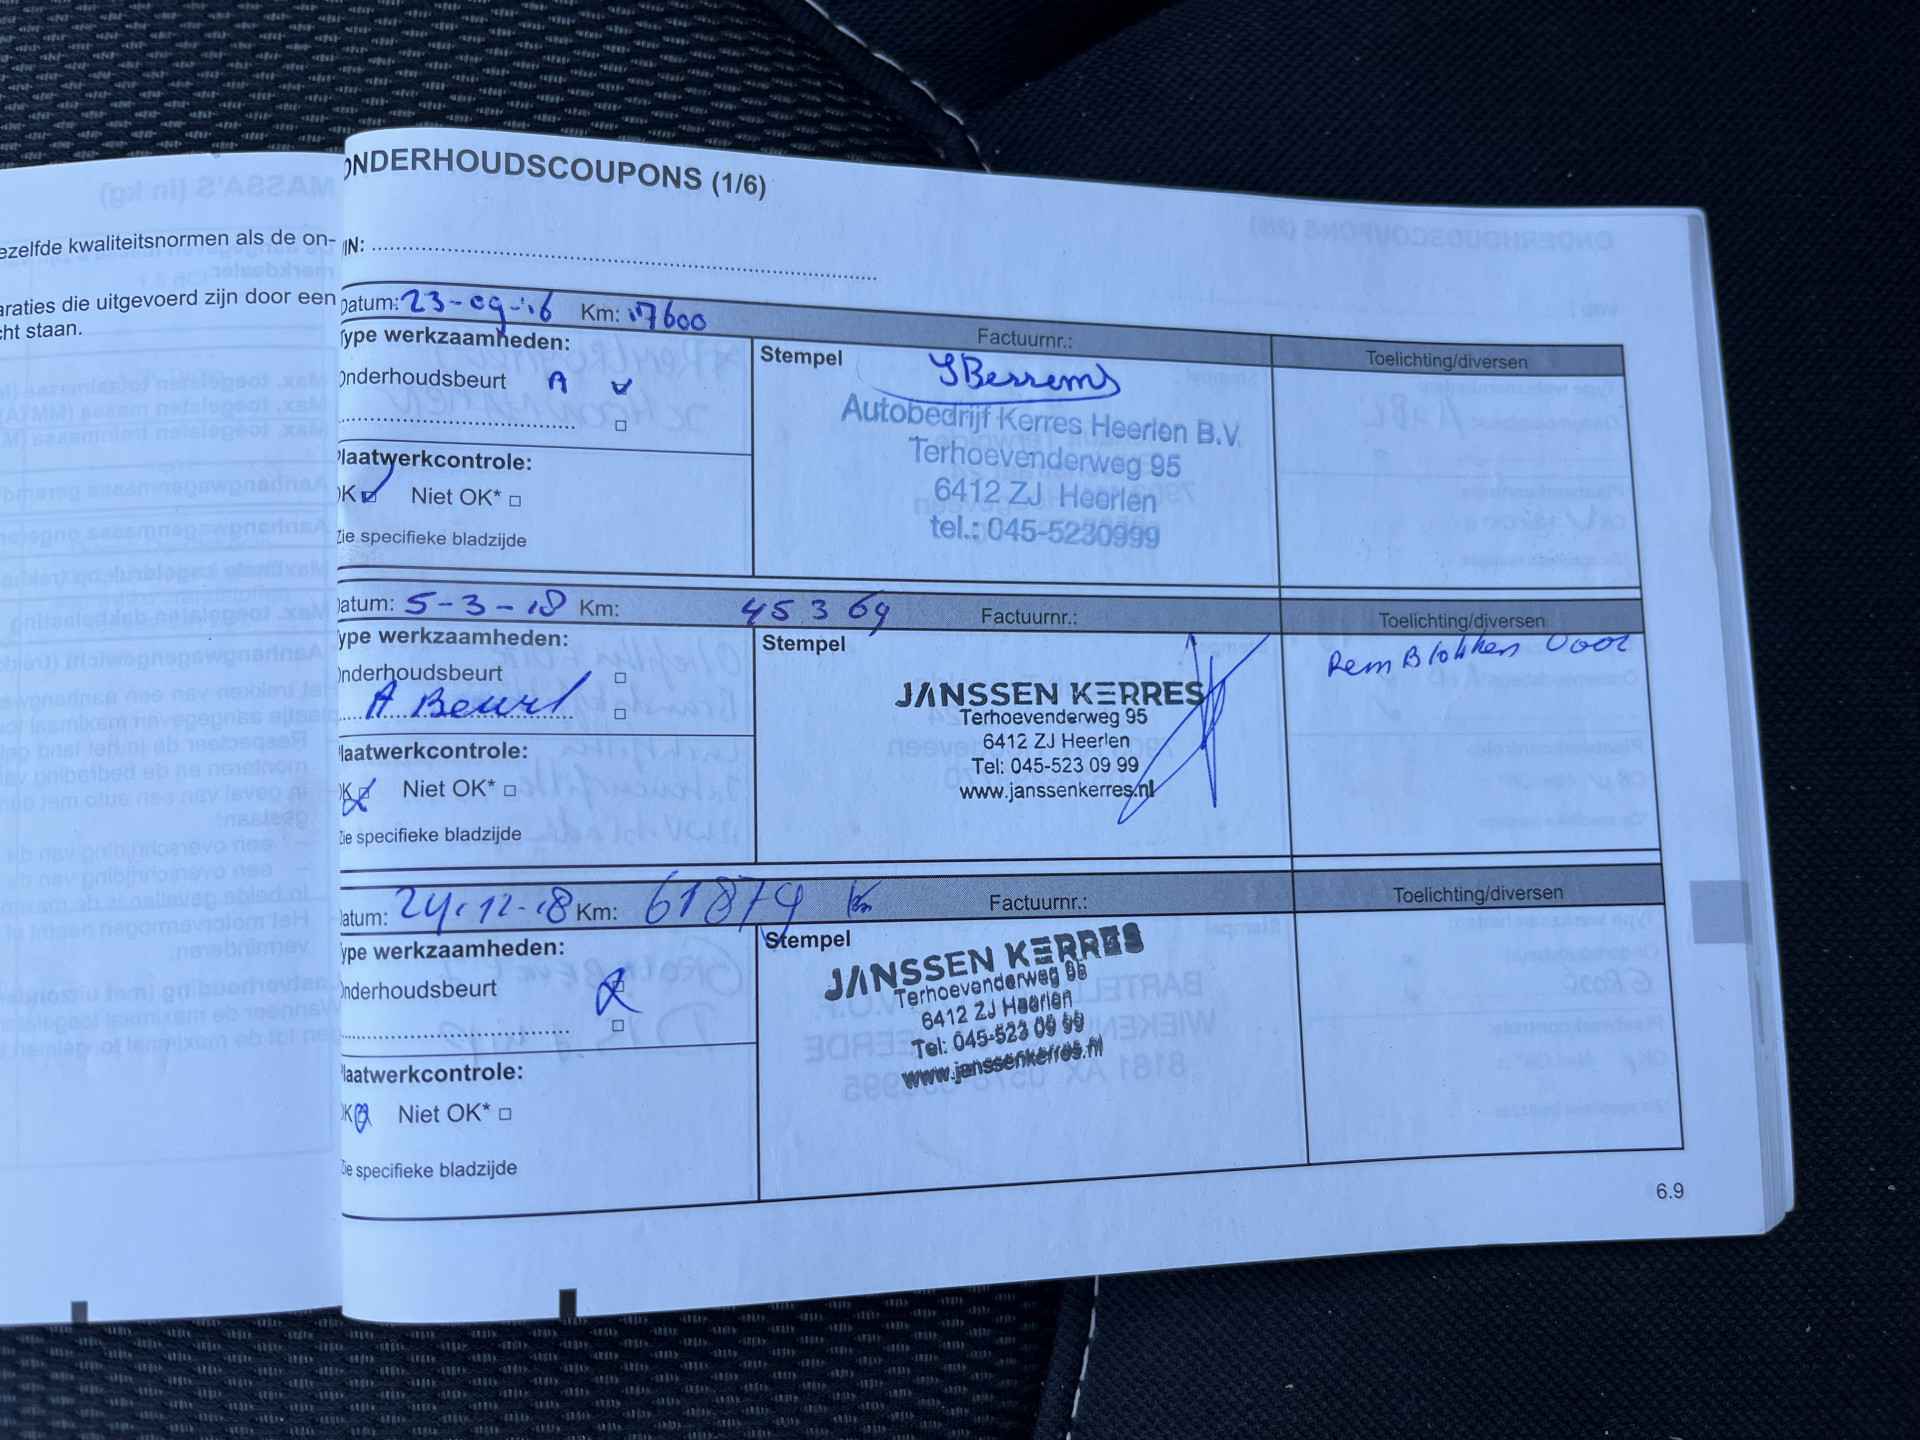 ezelfde kwaliteitsnormen als de on-
araties die uitgevoerd zijn door een
cht staan.
ONDERHOUDSCOUPONS (1/6)
VIN:
Datum: 23-09-'16 Km: 17600 Factuurnr.: Toelichting/diversen
Type werkzaamheden:
Onderhoudsbeurt A
Plaatwerkcontrole:
OK Niet OK*
Zie specifieke bladzijde
Stempel
Autobedrijf Kerres Heerlen B.V.
Terhoevenderweg 95
6412 ZJ Heerlen
tel.: 045-5230999
Datum: 5-3-18 Km: 45369 Factuurnr.: Toelichting/diversen
Type werkzaamheden:
Onderhoudsbeurt
A Beurt
Plaatwerkcontrole:
OK Niet OK*
Zie specifieke bladzijde
Stempel
JANSSEN KERRES
Terhoevenderweg 95
6412 ZJ Heerlen
Tel: 045-523 09 99
www.janssenkerres.nl
Rem Blokken Voor
Datum: 24-12-18 Km: 61879 Km Factuurnr.: Toelichting/diversen
Type werkzaamheden:
Onderhoudsbeurt
Plaatwerkcontrole:
OK Niet OK*
Zie specifieke bladzijde
Stempel
JANSSEN KERRES
Terhoevenderweg 95
6412 ZJ Heerlen
Tel: 045-523 09 99
www.janssenkerres.nl
6.9